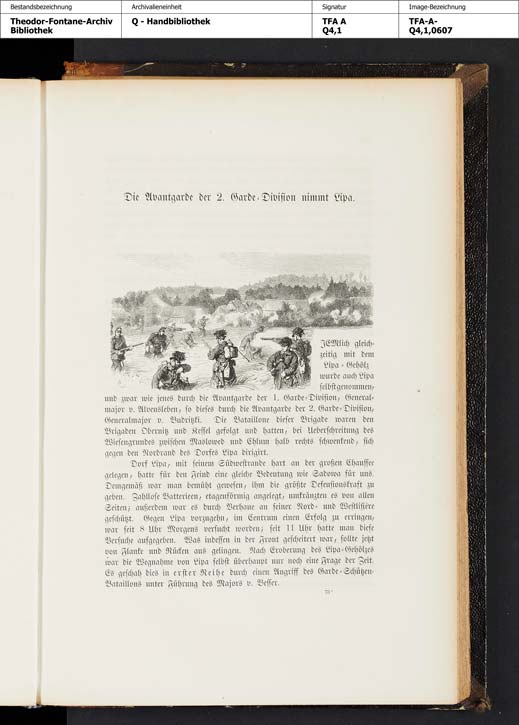 Bestandsbezeichnung
Archivalieneinheit
Signatur
Image-Bezeichnung
Theodor-Fontane-Archiv
Bibliothek
Q - Handbibliothek
TFA A
Q4,1
TFA-A-
Q4,1,0607
Die Avantgarde der 2. Garde-Division nimmt Lipa.
ZIEMlich gleich-
zeitig mit dem
Lipa-Gehölz
wurde auch Lipa
selbst genommen,
und zwar wie jenes durch die Avantgarde der 1. Garde-Division, General-
major v. Alvensleben, so dieses durch die Avantgarde der 2. Garde-Division,
Generalmajor v. Budritzki. Die Bataillone dieser Brigade waren den
Brigaden Obernitz und Kessel gefolgt und hatten, bei Ueberschreitung des
Wiesengrundes zwischen Maslowed und Chlum halb rechts schwenkend, sich
gegen den Nordrand des Dorfes Lipa dirigirt.
Dorf Lipa, mit seinem Südwestrande hart an der großen Chaussee
gelegen, hatte für den Feind eine gleiche Bedeutung wie Sadowa für uns.
Demgemäß war man bemüht gewesen, ihm die größte Defensionskraft zu
geben. Zahllose Batterieen, etagenförmig angelegt, umkränzten es von allen
Seiten; außerdem war es durch Verhaue an seiner Nord- und Westlisière
geschützt. Gegen Lipa vorzugehn, im Centrum einen Erfolg zu erringen,
war seit 8 Uhr Morgens versucht worden; seit 11 Uhr hatte man diese
Versuche aufgegeben. Was indessen in der Front gescheitert war, sollte jetzt
von Flanke und Rücken aus gelingen. Nach Eroberung des Lipa-Gehölzes
war die Wegnahme von Lipa selbst überhaupt nur noch eine Frage der Zeit.
Es geschah dies in erster Reihe durch einen Angriff des Garde-Schützen-
Bataillons unter Führung des Majors v. Besser.